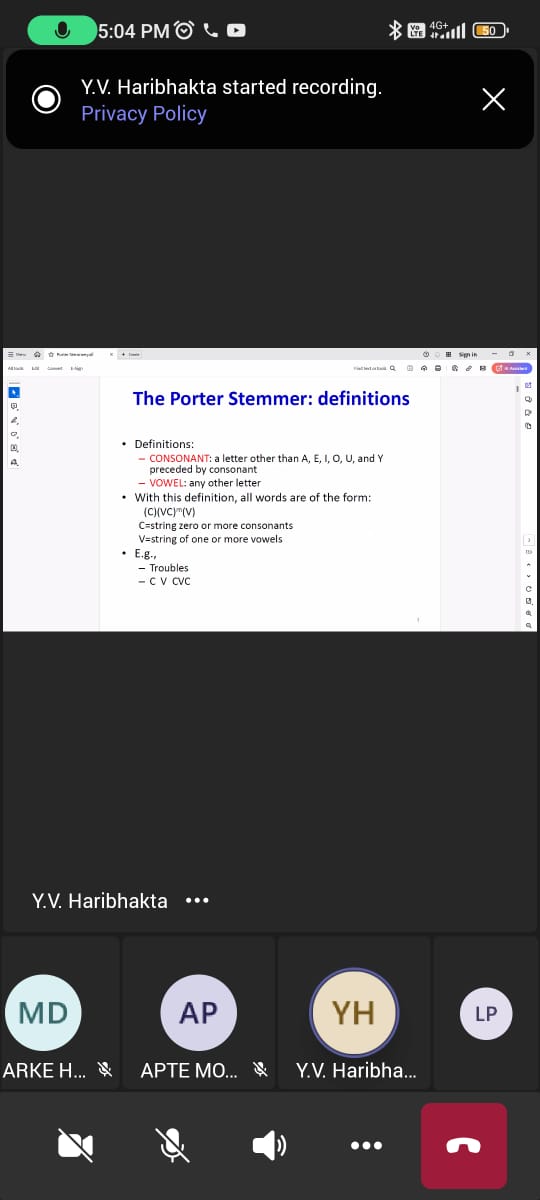 5:04 PM
Vo LTE 4G+ 50
Y.V. Haribhakta started recording.
Privacy Policy
Menu Porter Stemmer.pdf + Create Sign in
All tools Edit Convert E-Sign Find text or tools AI Assistant
The Porter Stemmer: definitions
• Definitions:
– CONSONANT: a letter other than A, E, I, O, U, and Y
preceded by consonant
– VOWEL: any other letter
• With this definition, all words are of the form:
(C)(VC)ᵐ(V)
C=string zero or more consonants
V=string of one or more vowels
• E.g.,
– Troubles
– C V CVC
Y.V. Haribhakta
MD
AP
YH
LP
ARKE H...
APTE MO...
Y.V. Haribha...